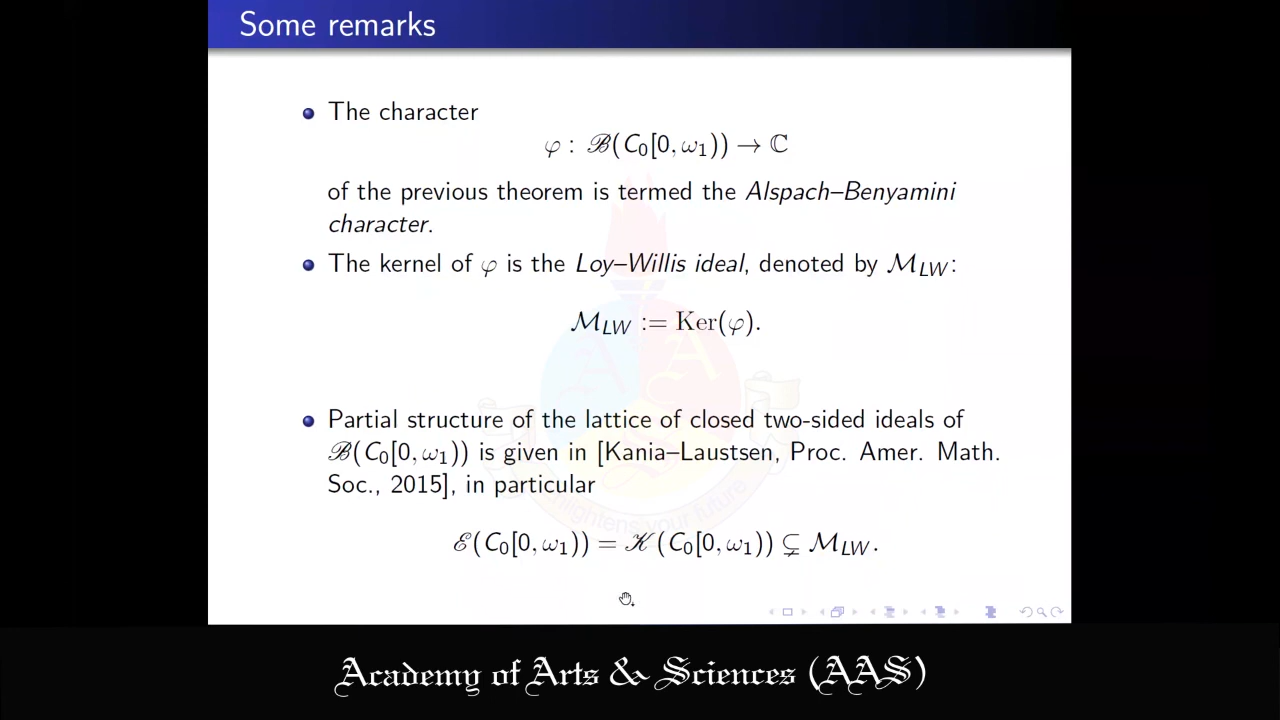 Some remarks
The character
φ : ℬ(C₀[0, ω₁)) → ℂ
of the previous theorem is termed the Alspach–Benyamini
character.
The kernel of φ is the Loy–Willis ideal, denoted by ℳ_LW:
ℳ_LW := Ker(φ).
Partial structure of the lattice of closed two-sided ideals of
ℬ(C₀[0, ω₁)) is given in [Kania–Laustsen, Proc. Amer. Math.
Soc., 2015], in particular
ℰ(C₀[0, ω₁)) = 𝒦(C₀[0, ω₁)) ⊊ ℳ_LW.
Academy of Arts & Sciences (AAS)